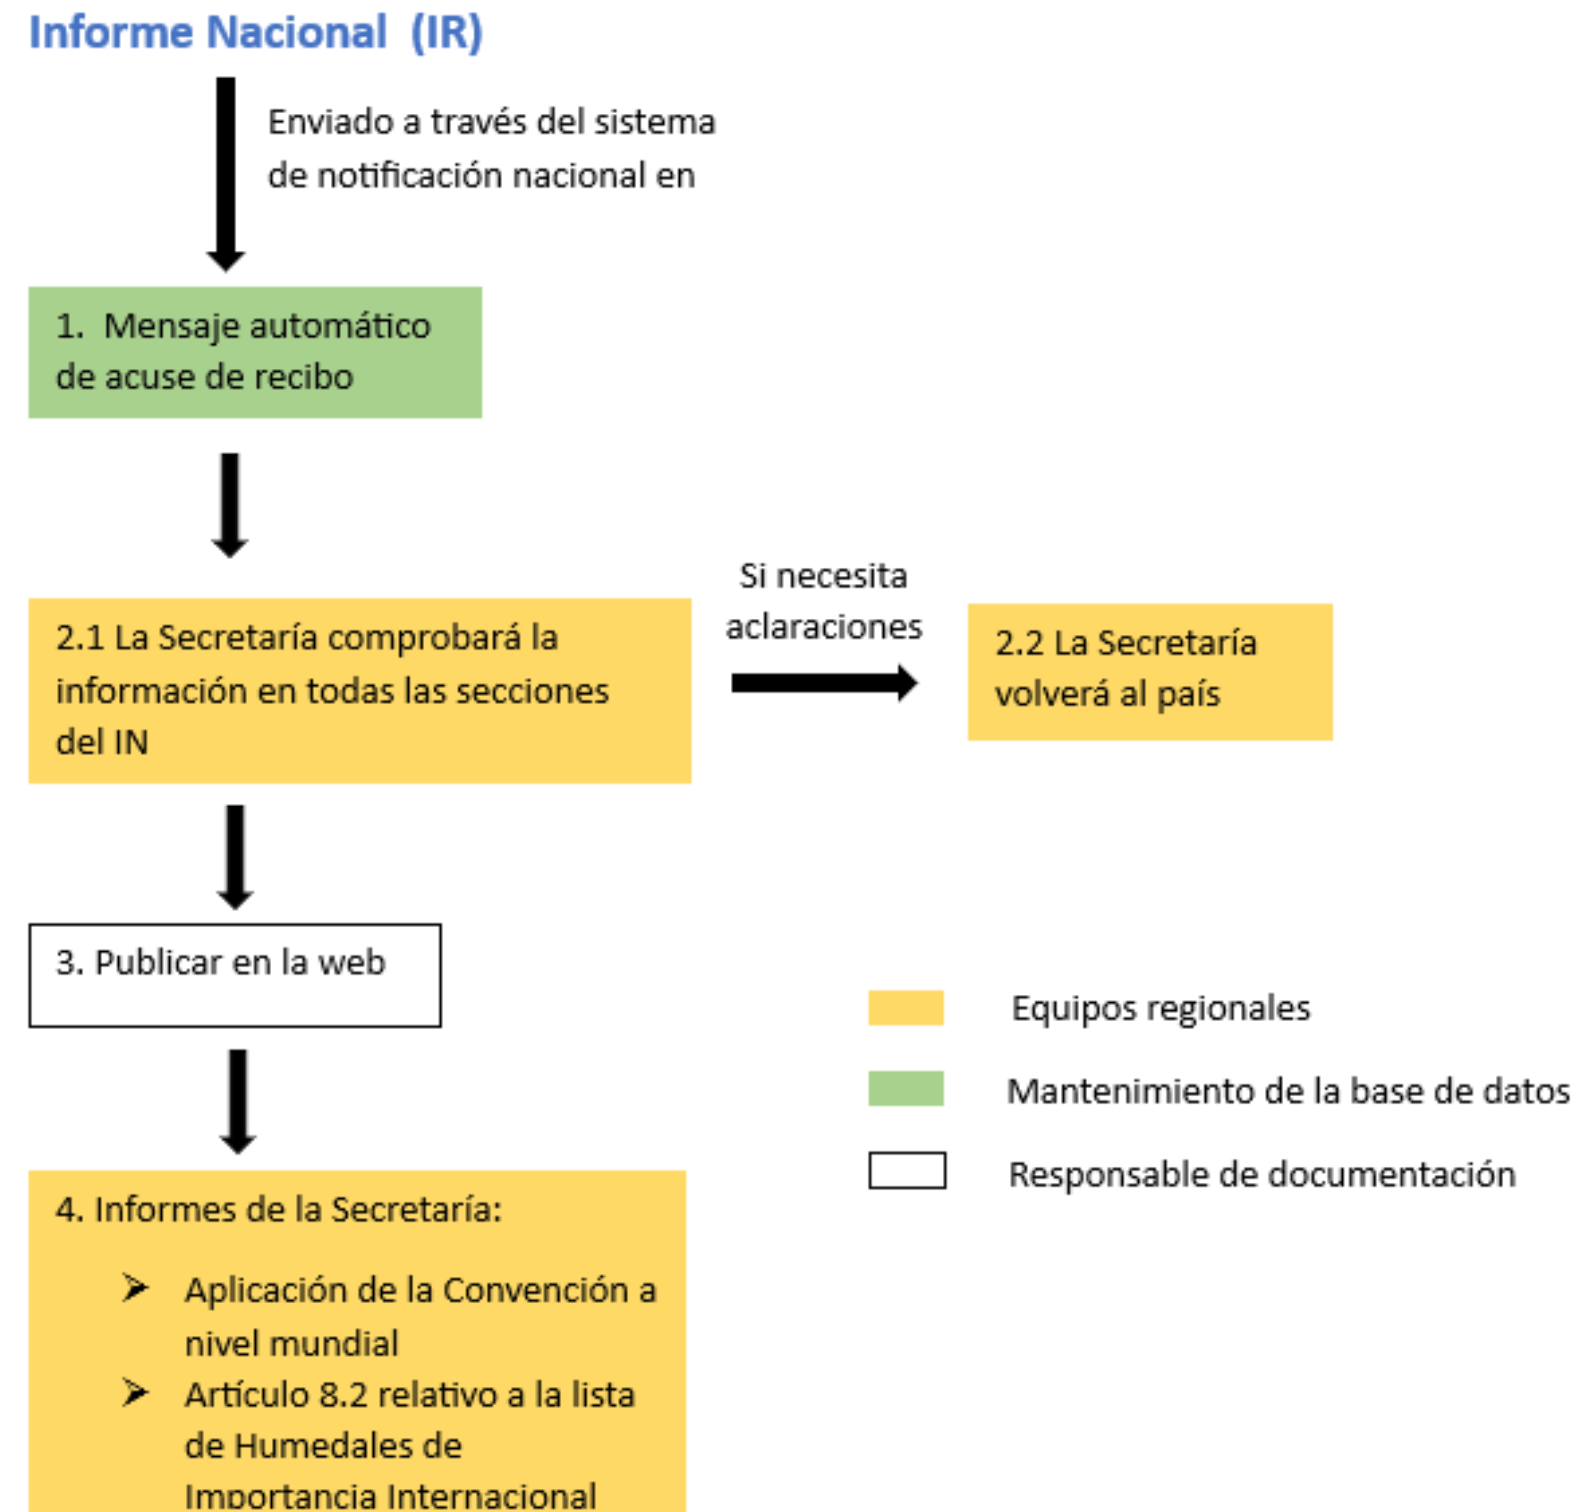 Informe Nacional (IR)
Enviado a través del sistema
de notificación nacional en
1. Mensaje automático
de acuse de recibo
2.1 La Secretaría comprobará la
información en todas las secciones
del IN
Si necesita
aclaraciones
2.2 La Secretaría
volverá al país
3. Publicar en la web
Equipos regionales
Mantenimiento de la base de datos
Responsable de documentación
4. Informes de la Secretaría:
➢ Aplicación de la Convención a
nivel mundial
➢ Artículo 8.2 relativo a la lista
de Humedales de
Importancia Internacional